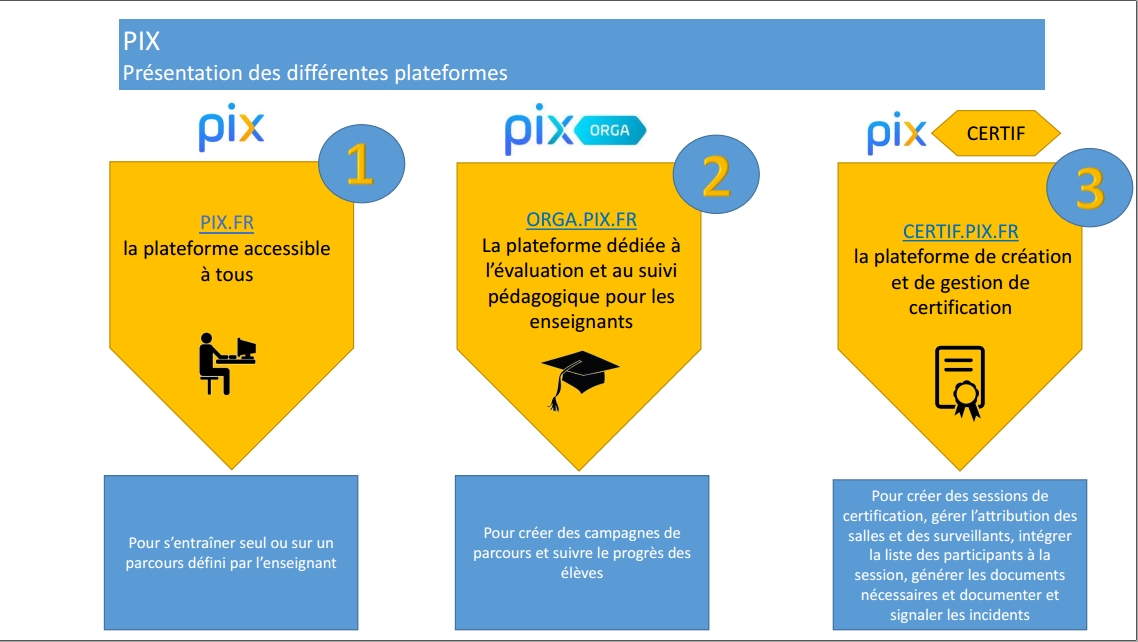 PIX
Présentation des différentes plateformes
pix
1
PIX.FR
la plateforme accessible
à tous
Pour s’entraîner seul ou sur un
parcours défini par l’enseignant
pix ORGA
2
ORGA.PIX.FR
La plateforme dédiée à
l’évaluation et au suivi
pédagogique pour les
enseignants
Pour créer des campagnes de
parcours et suivre le progrès des
élèves
pix CERTIF
3
CERTIF.PIX.FR
la plateforme de création
et de gestion de
certification
Pour créer des sessions de
certification, gérer l’attribution des
salles et des surveillants, intégrer
la liste des participants à la
session, générer les documents
nécessaires et documenter et
signaler les incidents